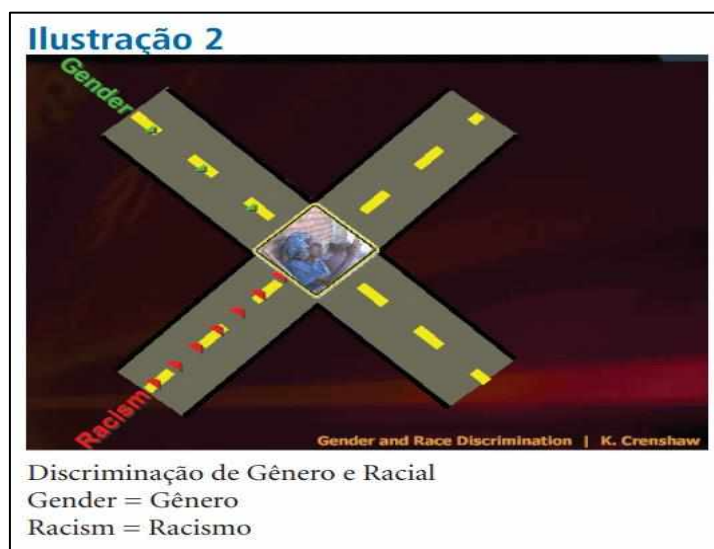 Ilustração 2
Gender
Racism
Gender and Race Discrimination | K. Crenshaw
Discriminação de Gênero e Racial
Gender = Gênero
Racism = Racismo